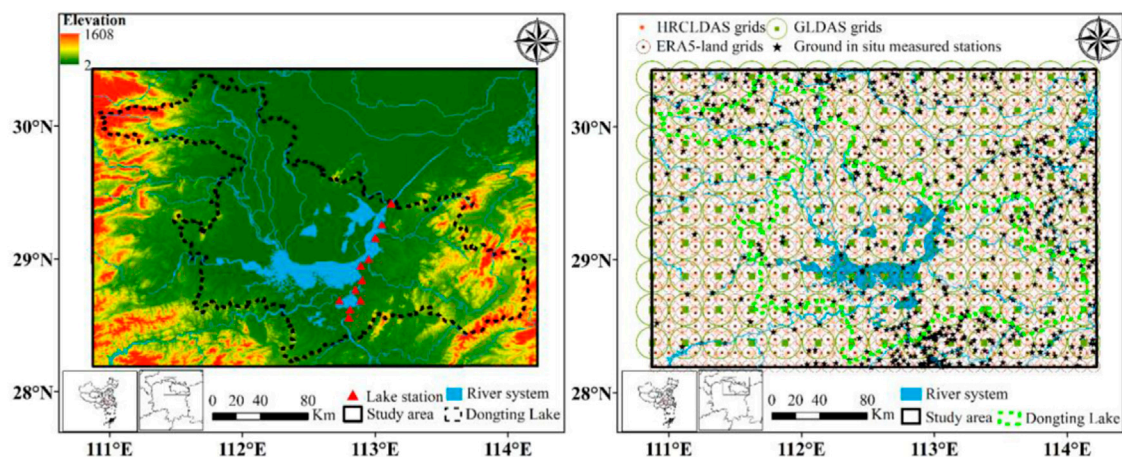 Elevation
1608
2
30°N
29°N
28°N
111°E 112°E 113°E 114°E
Lake station River system
Study area Dongting Lake
0 20 40 80
Km
HRCLDAS grids GLDAS grids
ERA5-land grids Ground in situ measured stations
30°N
29°N
28°N
111°E 112°E 113°E 114°E
River system
Study area Dongting Lake
0 20 40 80
Km